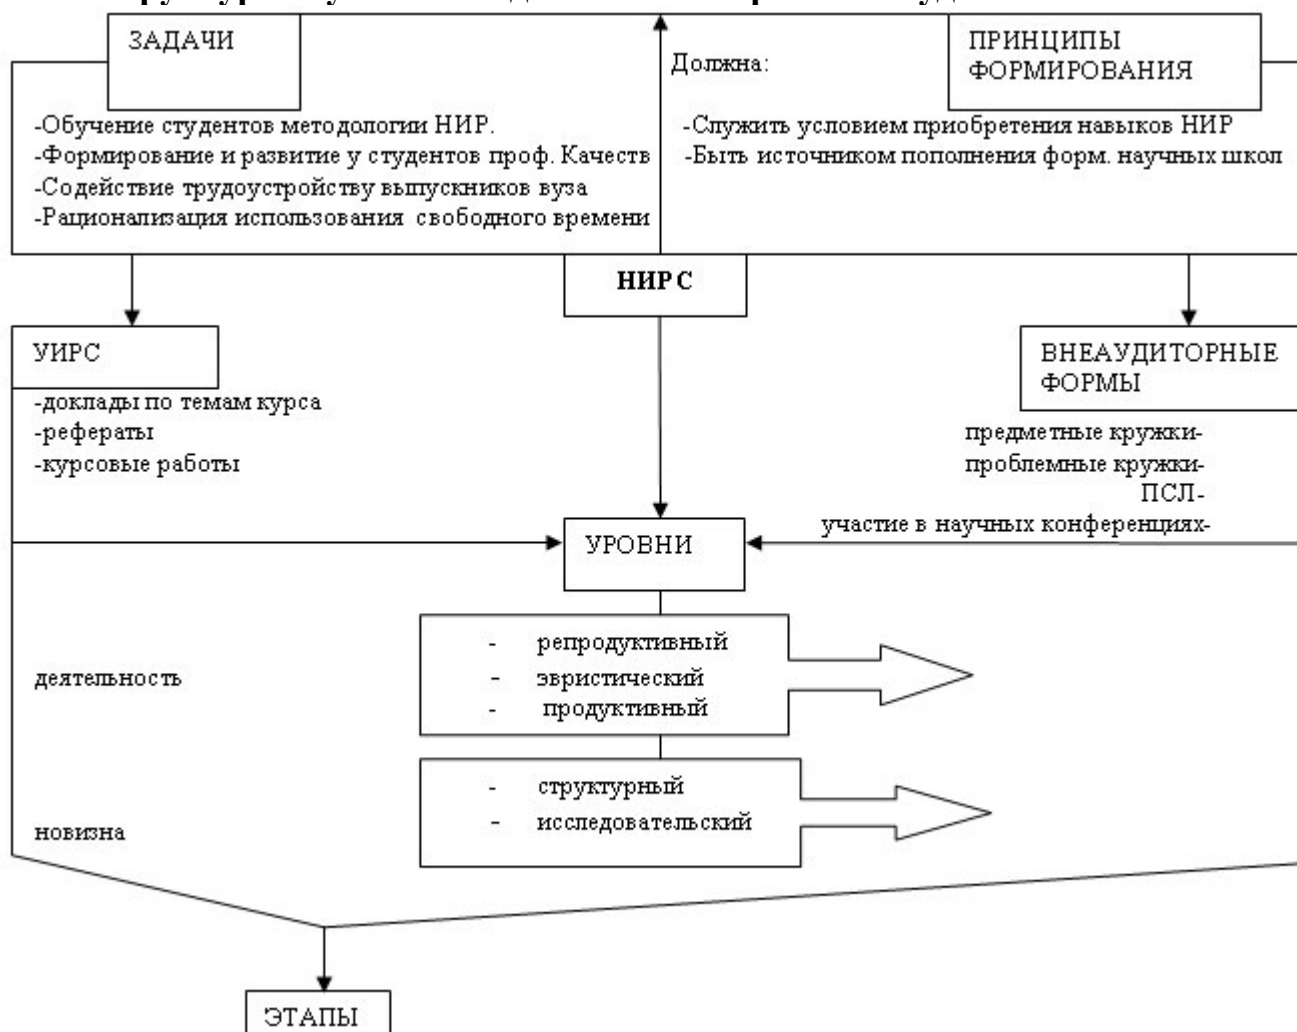 ЗАДАЧИ
Должна:
ПРИНЦИПЫ
ФОРМИРОВАНИЯ
-Обучение студентов методологии НИР.
-Формирование и развитие у студентов проф. Качеств
-Содействие трудоустройству выпускников вуза
-Рационализация использования свободного времени
-Служить условием приобретения навыков НИР
-Быть источником пополнения форм. научных школ
НИРС
УИРС
-доклады по темам курса
-рефераты
-курсовые работы
ВНЕАУДИТОРНЫЕ
ФОРМЫ
предметные кружки-
проблемные кружки-
ПСЛ-
участие в научных конференциях-
УРОВНИ
деятельность
- репродуктивный
- эвристический
- продуктивный
новизна
- структурный
- исследовательский
ЭТАПЫ